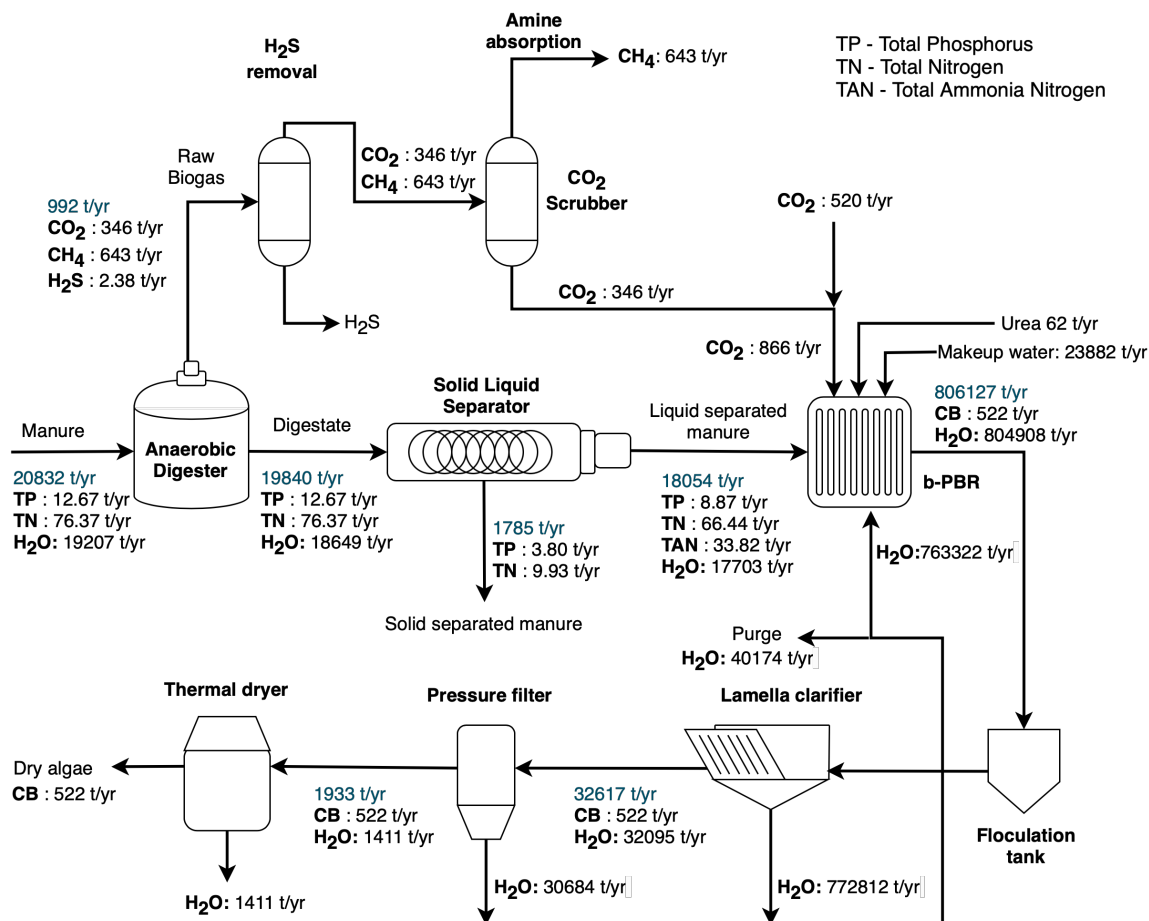 Amine
absorption
H2S
removal
CH4: 643 t/yr
TP - Total Phosphorus
TN - Total Nitrogen
TAN - Total Ammonia Nitrogen
Raw
Biogas
CO2 : 346 t/yr
CH4 : 643 t/yr
CO2
Scrubber
992 t/yr
CO2 : 346 t/yr
CH4 : 643 t/yr
H2S : 2.38 t/yr
CO2 : 520 t/yr
CO2 : 346 t/yr
H2S
Urea 62 t/yr
CO2 : 866 t/yr
Makeup water: 23882 t/yr
Solid Liquid
Separator
Manure
Anaerobic
Digester
Digestate
Liquid separated
manure
806127 t/yr
CB : 522 t/yr
H2O: 804908 t/yr
b-PBR
20832 t/yr
TP : 12.67 t/yr
TN : 76.37 t/yr
H2O: 19207 t/yr
19840 t/yr
TP : 12.67 t/yr
TN : 76.37 t/yr
H2O: 18649 t/yr
1785 t/yr
TP : 3.80 t/yr
TN : 9.93 t/yr
18054 t/yr
TP : 8.87 t/yr
TN : 66.44 t/yr
TAN : 33.82 t/yr
H2O: 17703 t/yr
H2O:763322 t/yr
Solid separated manure
Purge
H2O: 40174 t/yr
Thermal dryer
Pressure filter
Lamella clarifier
Dry algae
CB : 522 t/yr
1933 t/yr
CB : 522 t/yr
H2O: 1411 t/yr
32617 t/yr
CB : 522 t/yr
H2O: 32095 t/yr
Floculation
tank
H2O: 1411 t/yr
H2O: 30684 t/yr
H2O: 772812 t/yr